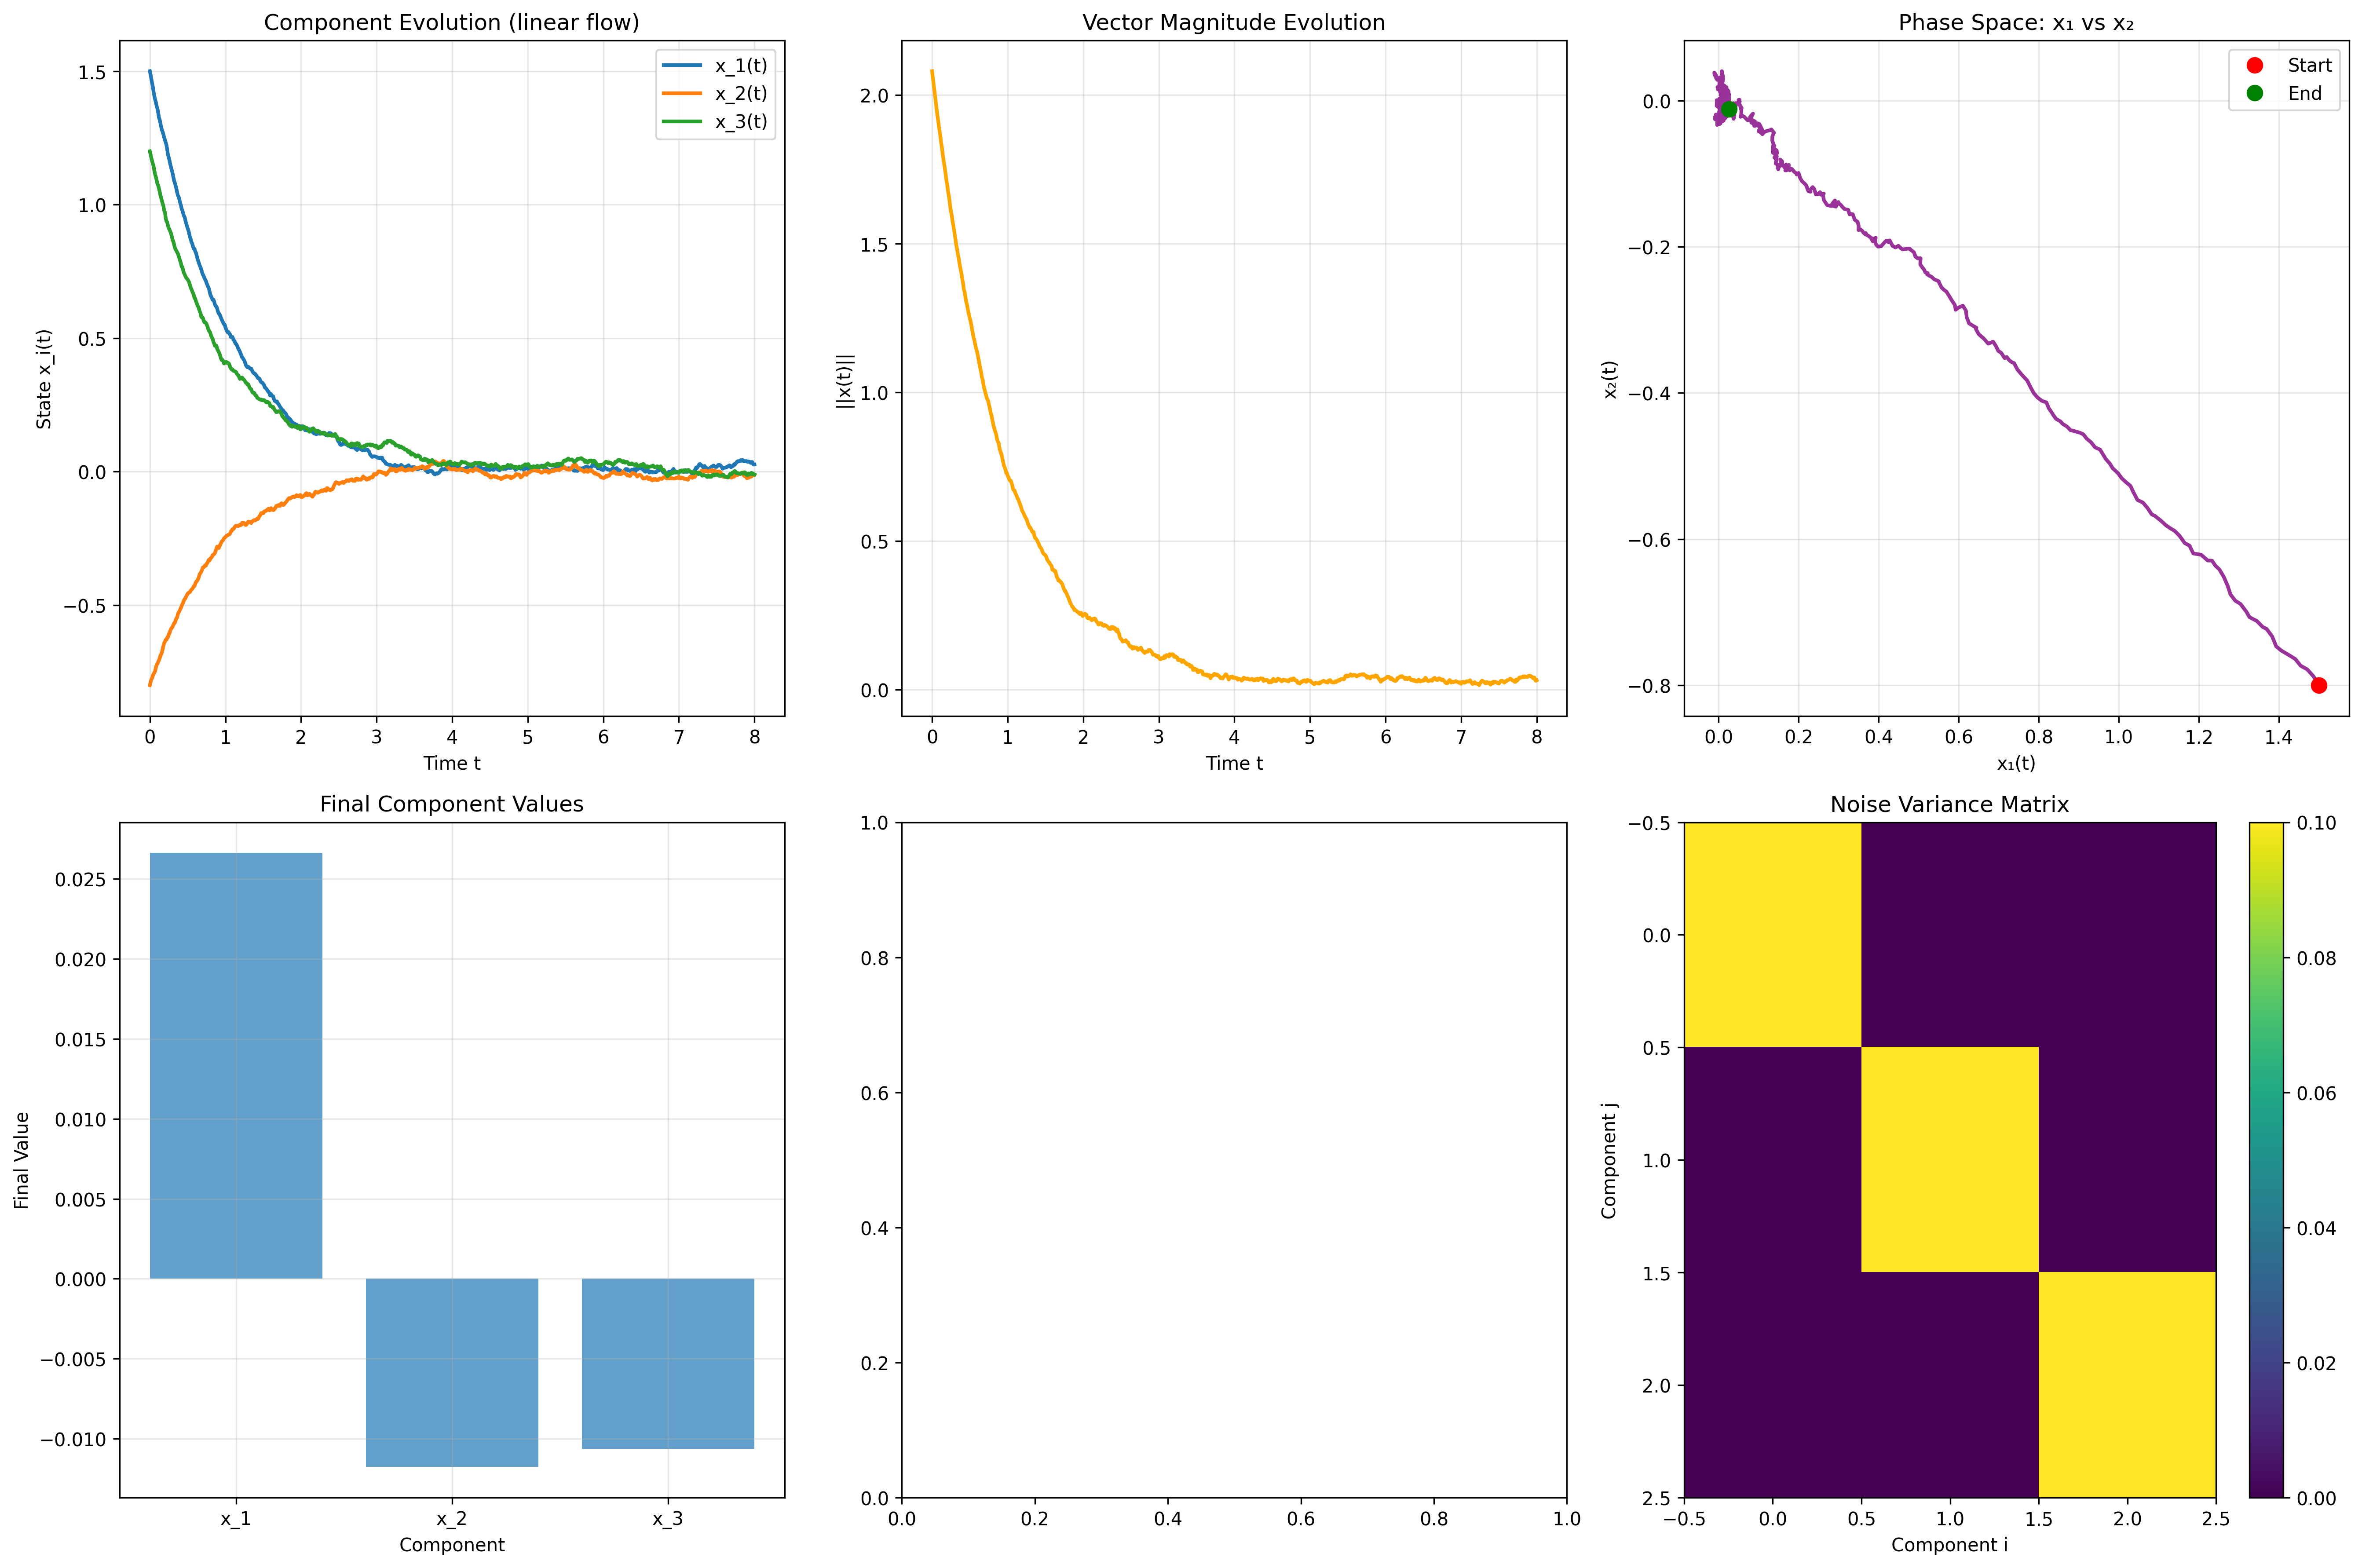 Component Evolution (linear flow)
x_1(t)
x_2(t)
x_3(t)
1.5
1.0
0.5
0.0
−0.5
State x_i(t)
0 1 2 3 4 5 6 7 8
Time t
Vector Magnitude Evolution
2.0
1.5
1.0
0.5
0.0
||x(t)||
0 1 2 3 4 5 6 7 8
Time t
Phase Space: x₁ vs x₂
Start
End
0.0
−0.2
−0.4
−0.6
−0.8
x₂(t)
0.0 0.2 0.4 0.6 0.8 1.0 1.2 1.4
x₁(t)
Final Component Values
0.025
0.020
0.015
0.010
0.005
0.000
−0.005
−0.010
Final Value
x_1 x_2 x_3
Component
1.0
0.8
0.6
0.4
0.2
0.0
0.0 0.2 0.4 0.6 0.8 1.0
Noise Variance Matrix
−0.5
0.0
0.5
1.0
1.5
2.0
2.5
Component j
−0.5 0.0 0.5 1.0 1.5 2.0 2.5
Component i
0.10
0.08
0.06
0.04
0.02
0.00